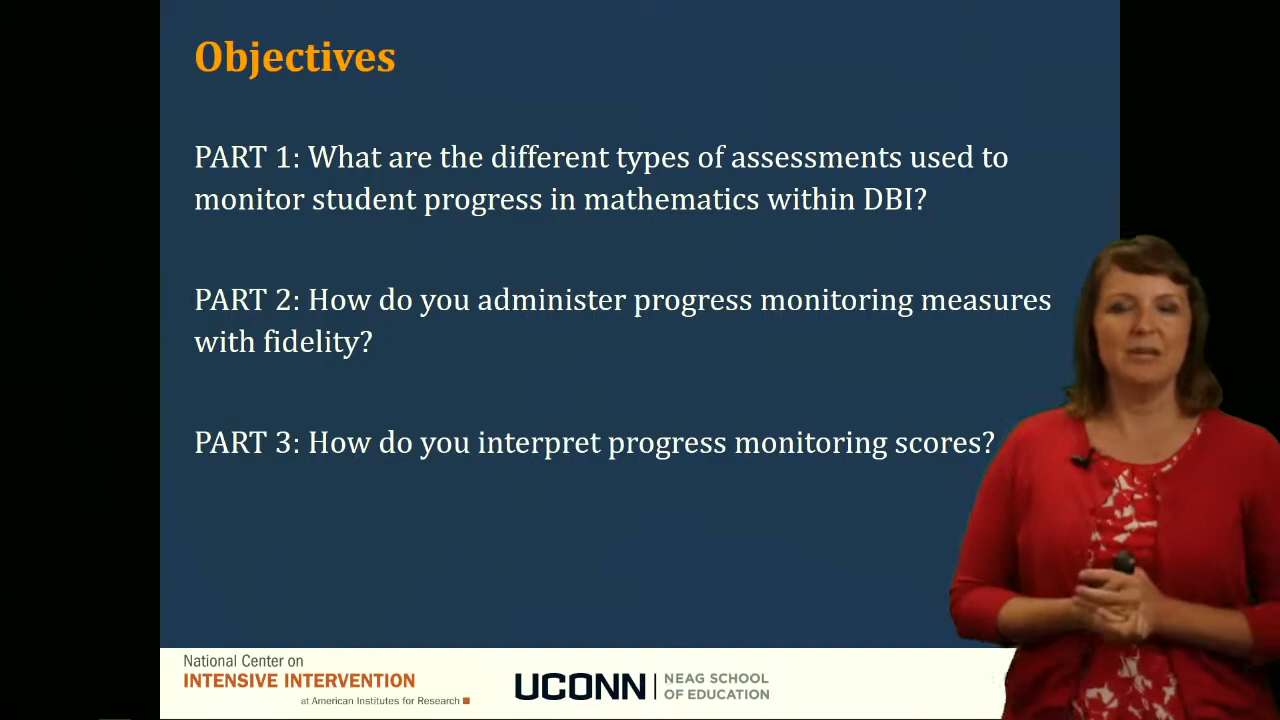 Objectives
PART 1: What are the different types of assessments used to
monitor student progress in mathematics within DBI?
PART 2: How do you administer progress monitoring measures
with fidelity?
PART 3: How do you interpret progress monitoring scores?
National Center on
INTENSIVE INTERVENTION
at American Institutes for Research
UCONN
NEAG SCHOOL
OF EDUCATION